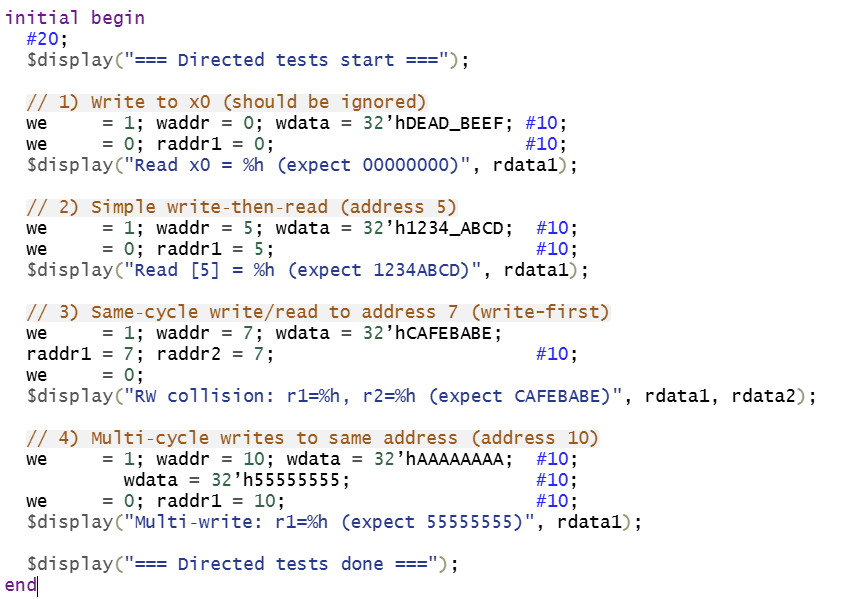 initial begin
#20;
$display("=== Directed tests start ===");
// 1) Write to x0 (should be ignored)
we = 1; waddr = 0; wdata = 32’hDEAD_BEEF; #10;
we = 0; raddr1 = 0; #10;
$display("Read x0 = %h (expect 00000000)", rdata1);
// 2) Simple write-then-read (address 5)
we = 1; waddr = 5; wdata = 32’h1234_ABCD; #10;
we = 0; raddr1 = 5; #10;
$display("Read [5] = %h (expect 1234ABCD)", rdata1);
// 3) Same-cycle write/read to address 7 (write-first)
we = 1; waddr = 7; wdata = 32’hCAFEBABE;
raddr1 = 7; raddr2 = 7; #10;
we = 0;
$display("RW collision: r1=%h, r2=%h (expect CAFEBABE)", rdata1, rdata2);
// 4) Multi-cycle writes to same address (address 10)
we = 1; waddr = 10; wdata = 32’hAAAAAAAA; #10;
wdata = 32’h55555555; #10;
we = 0; raddr1 = 10; #10;
$display("Multi-write: r1=%h (expect 55555555)", rdata1);
$display("=== Directed tests done ===");
end